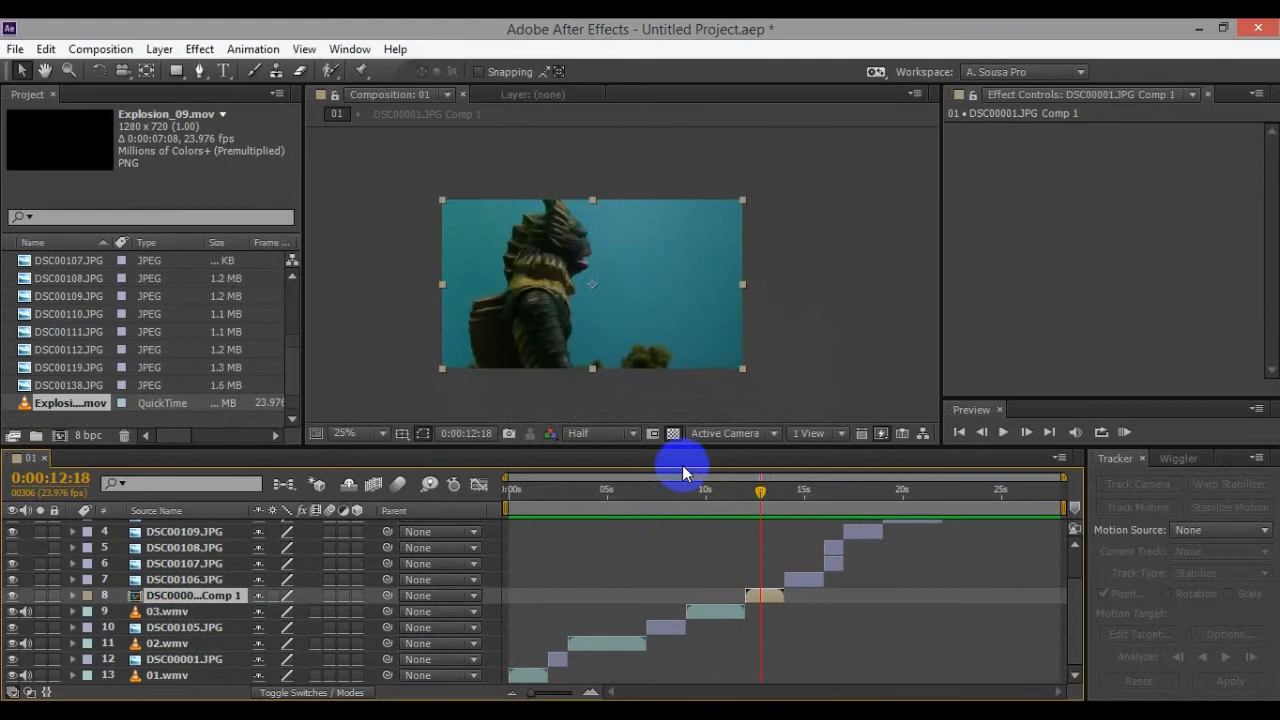 Ae
Adobe After Effects - Untitled Project.aep *
File Edit Composition Layer Effect Animation View Window Help
T Snapping Workspace: A. Sousa Pro
Project × Composition: 01 × Layer: (none) Effect Controls: DSC00001.JPG Comp 1 ×
Explosion_09.mov ▼
1280 x 720 (1.00)
Δ 0:00:07:08, 23.976 fps
Millions of Colors+ (Premultiplied)
PNG
01 DSC00001.JPG Comp 1
01 • DSC00001.JPG Comp 1
Name Type Size Frame ...
DSC00107.JPG JPEG ... KB
DSC00108.JPG JPEG 1.2 MB
DSC00109.JPG JPEG 1.2 MB
DSC00110.JPG JPEG 1.1 MB
DSC00111.JPG JPEG 1.1 MB
DSC00112.JPG JPEG 1.2 MB
DSC00119.JPG JPEG 1.3 MB
DSC00138.JPG JPEG 1.6 MB
Explosi....mov QuickTime ... MB 23.976
8 bpc
25% 0:00:12:18 Half Active Camera 1 View
Preview ×
01 ×
0:00:12:18
00306 (23.976 fps)
:00s 05s 10s 15s 20s 25s
# Source Name fx Parent
4 DSC00109.JPG None
5 DSC00108.JPG None
6 DSC00107.JPG None
7 DSC00106.JPG None
8 DSC0000...Comp 1 None
9 03.wmv None
10 DSC00105.JPG None
11 02.wmv None
12 DSC00001.JPG None
13 01.wmv None
Toggle Switches / Modes
Tracker × Wiggler
Track Camera Warp Stabilizer
Track Motion Stabilize Motion
Motion Source: None
Current Track: None
Track Type: Stabilize
Posit... Rotation Scale
Motion Target:
Edit Target... Options...
Analyze:
Reset Apply